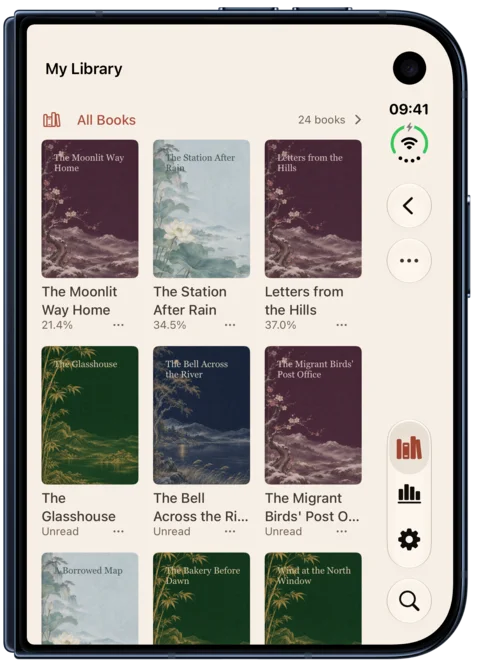 My Library
09:41
All Books
24 books
The Moonlit Way
Home
The Station After
Rain
Letters from the
Hills
The Moonlit
Way Home
The Station
After Rain
Letters from
the Hills
21.4%
34.5%
37.0%
The Glasshouse
The Bell Across
the River
The Migrant Birds'
Post Office
The
Glasshouse
The Bell
Across the Ri...
The Migrant
Birds' Post O...
Unread
Unread
Unread
A Borrowed Map
The Bakery Before
Dawn
Wind at the North
Window